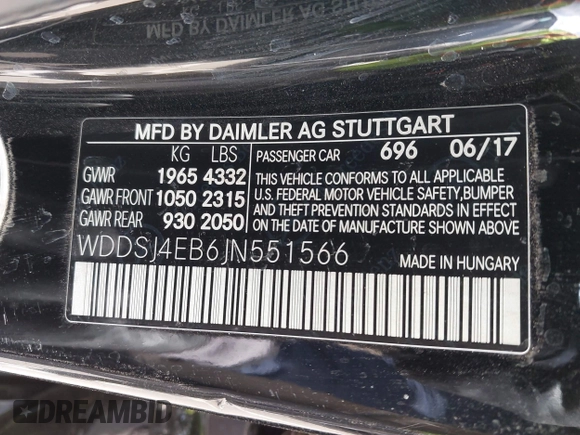 MFD BY DAIMLER AG STUTTGART
KG LBS PASSENGER CAR 696 06/17
GVWR 1965 4332
GAWR FRONT 1050 2315
GAWR REAR 930 2050
THIS VEHICLE CONFORMS TO ALL APPLICABLE
U.S. FEDERAL MOTOR VEHICLE SAFETY, BUMPER
AND THEFT PREVENTION STANDARDS IN EFFECT
ON THE DATE OF MANUFACTURE SHOWN ABOVE.
WDDSJ4EB6JN551566 MADE IN HUNGARY
DREAMBID